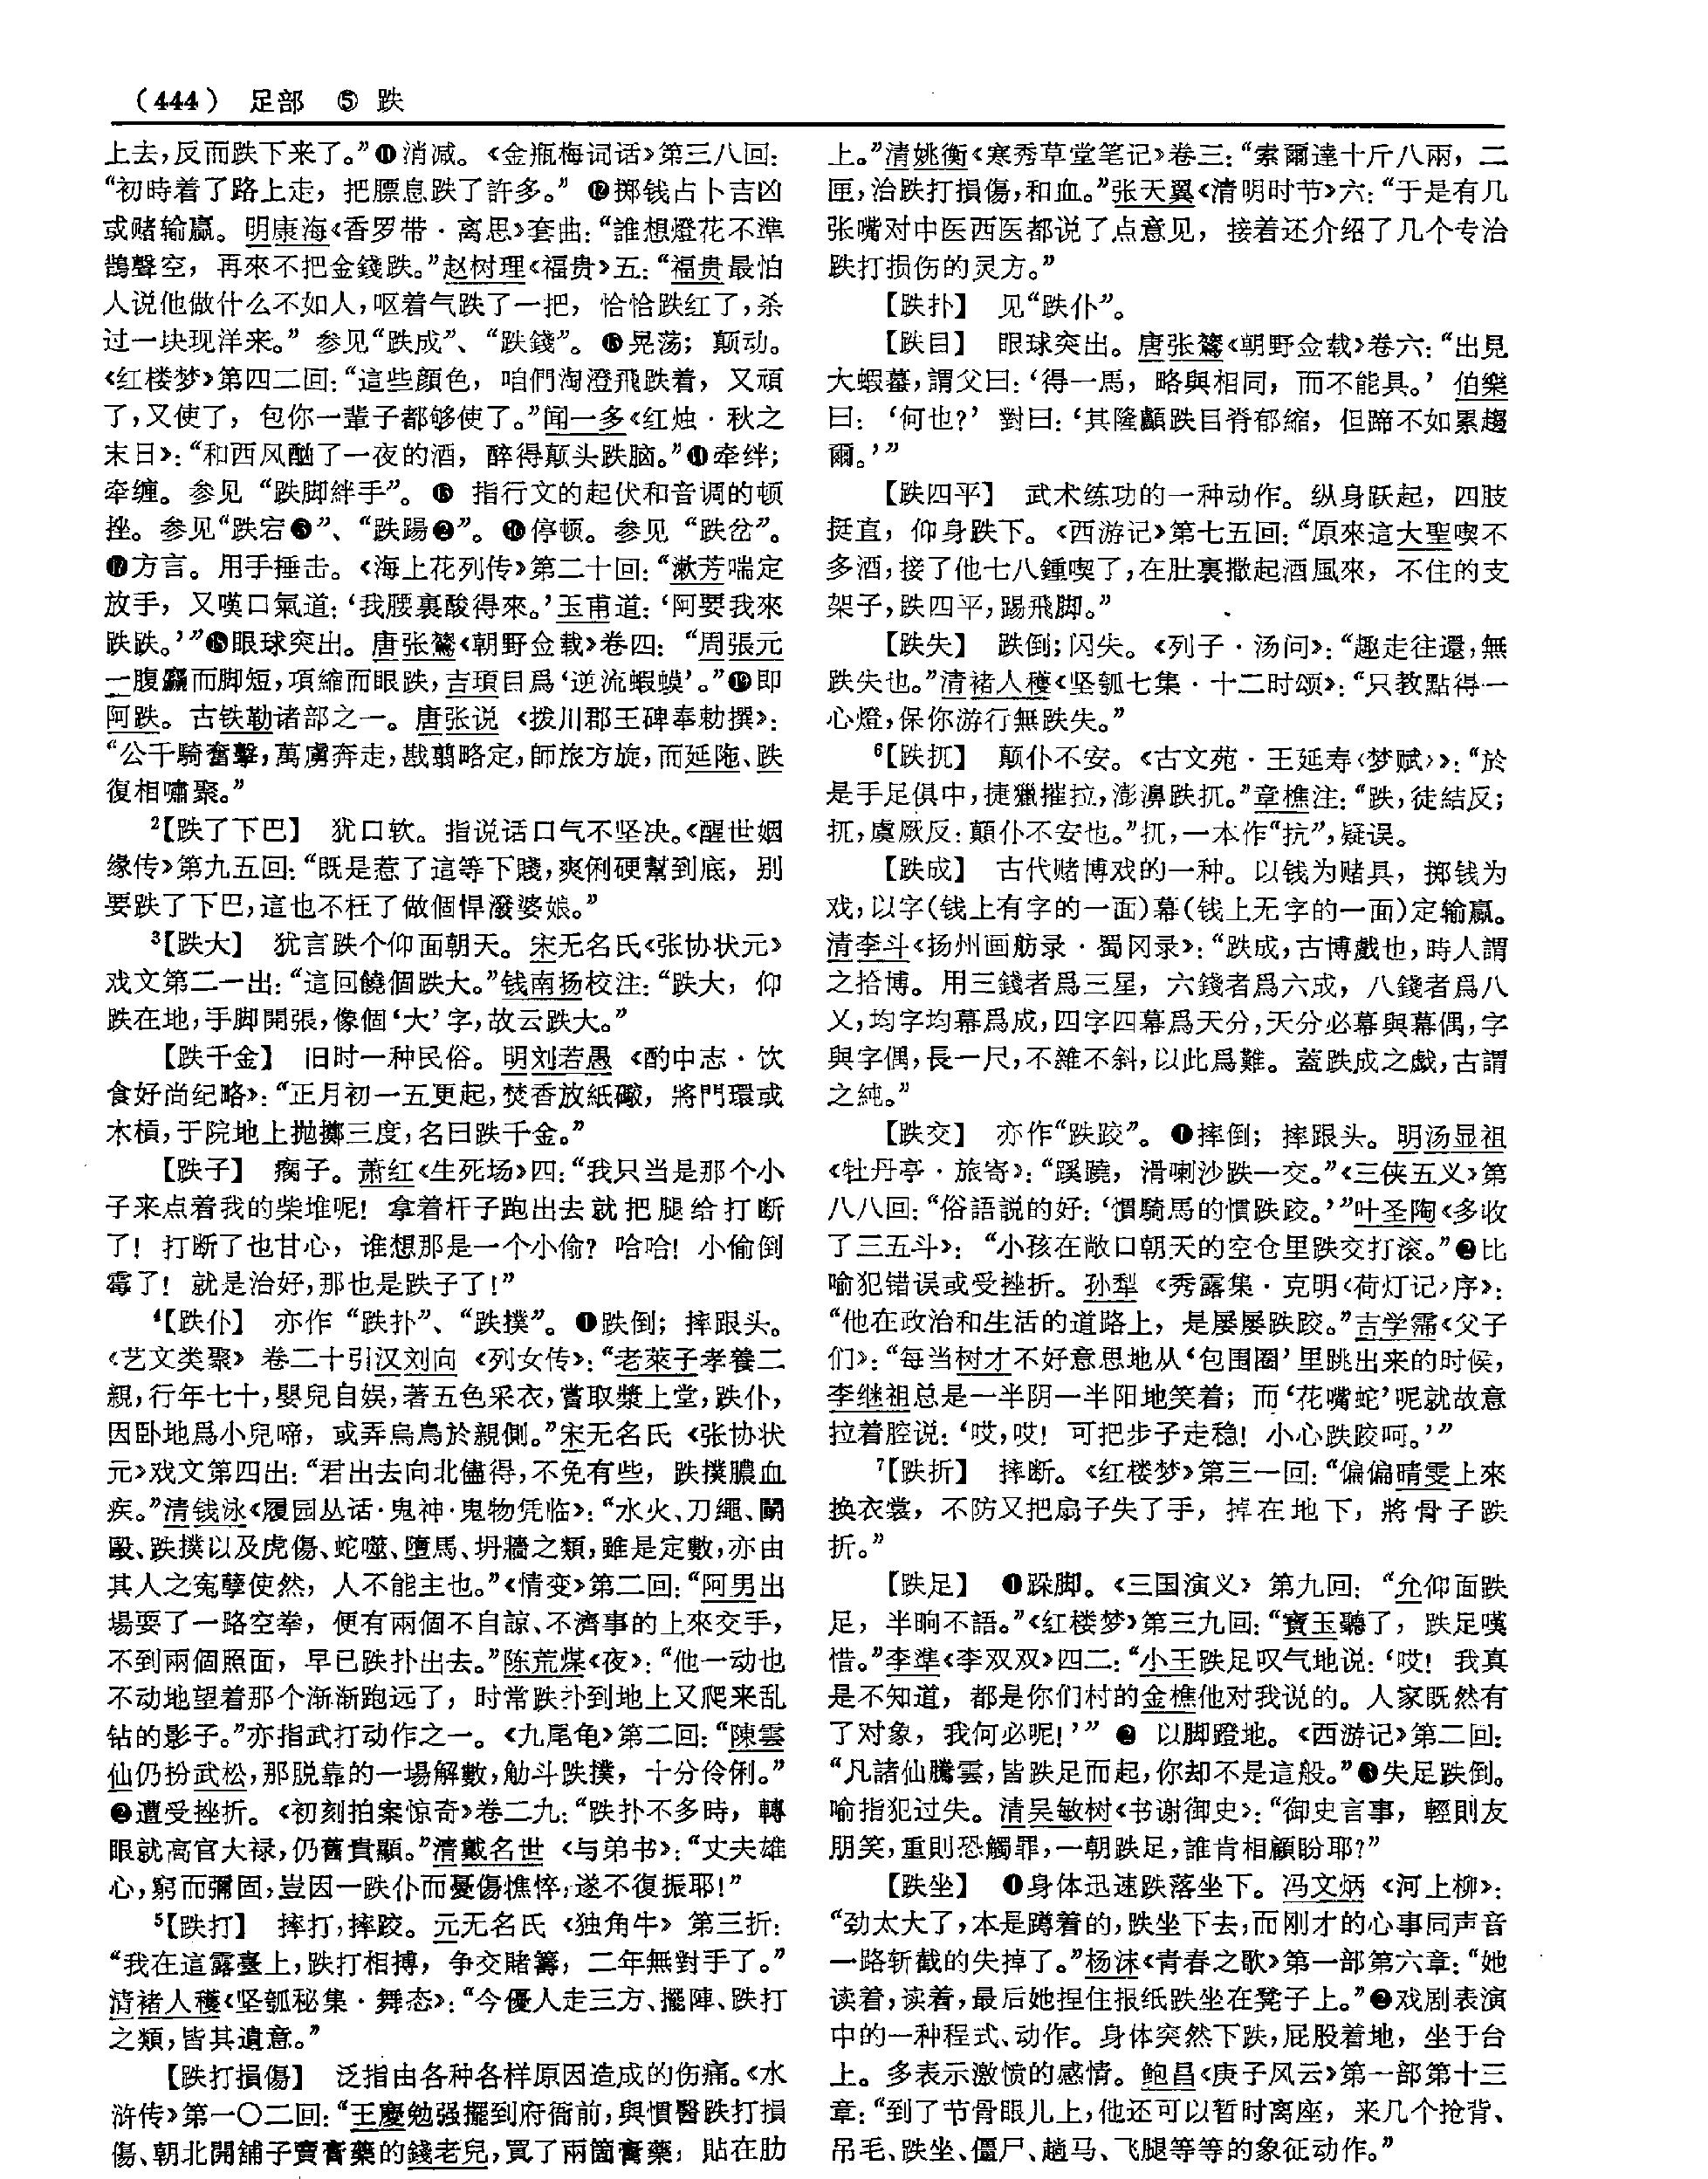 （444） 足部 ⑤ 跌
上去，反而跌下来了。”⓫消减。《金瓶梅词话》第三八回：
“初時着了路上走，把膘息跌了許多。” ⓬掷钱占卜吉凶
或赌输赢。明康海《香罗带·离思》套曲：“誰想燈花不準
鵲聲空，再來不把金錢跌。”赵树理《福贵》五：“福贵最怕
人说他做什么不如人，呕着气跌了一把，恰恰跌红了，杀
过一块现洋来。” 参见“跌成”、“跌錢”。⓭晃荡；颠动。
《红楼梦》第四二回：“這些顔色，咱們淘澄飛跌着，又頑
了，又使了，包你一輩子都够使了。”闻一多《红烛·秋之
末日》：“和西风酗了一夜的酒，醉得颠头跌脑。”⓮牵绊；
牵缠。参见“跌脚絆手”。⓯ 指行文的起伏和音调的顿
挫。参见“跌宕❸”、“跌踢❷”。⓰停顿。参见“跌岔”。
⓱方言。用手捶击。《海上花列传》第二十回：“漱芳喘定
放手，又嘆口氣道：‘我腰裏酸得來。’玉甫道：‘阿要我來
跌跌。’”⓲眼球突出。唐张鷟《朝野佥载》卷四：“周張元
一腹麤而脚短，項縮而眼跌，吉頊目爲‘逆流蝦蟆’。”⓳即
阿跌。古铁勒诸部之一。唐张说《拨川郡王碑奉勅撰》：
“公千騎奮擊，萬虜奔走，戡翦略定，師旅方旋，而延陁、跌
復相嘯聚。”
²【跌了下巴】 犹口软。指说话口气不坚决。《醒世姻
缘传》第九五回：“既是惹了這等下賤，爽俐硬幫到底，别
要跌了下巴，這也不枉了做個悍潑婆娘。”
³【跌大】 犹言跌个仰面朝天。宋无名氏《张协状元》
戏文第二一出：“這回饒個跌大。”钱南扬校注：“跌大，仰
跌在地，手脚開張，像個‘大’字，故云跌大。”
【跌千金】 旧时一种民俗。明刘若愚《酌中志·饮
食好尚纪略》：“正月初一五更起，焚香放紙礮，將門環或
木槓，于院地上抛擲三度，名曰跌千金。”
【跌子】 瘸子。萧红《生死场》四：“我只当是那个小
子来点着我的柴堆呢！拿着杆子跑出去就把腿给打断
了！打断了也甘心，谁想那是一个小偷？哈哈！小偷倒
霉了！就是治好，那也是跌子了！”
⁴【跌仆】 亦作“跌扑”、“跌撲”。❶跌倒；摔跟头。
《艺文类聚》卷二十引汉刘向《列女传》：“老萊子孝養二
親，行年七十，嬰兒自娱，著五色采衣，嘗取漿上堂，跌仆，
因卧地爲小兒啼，或弄烏鳥於親側。”宋无名氏《张协状
元》戏文第四出：“君出去向北儘得，不免有些，跌撲膿血
疾。”清钱泳《履园丛话·鬼神·鬼物凭临》：“水火、刀繩、鬭
毆、跌撲以及虎傷、蛇噬、墮馬、坍牆之類，雖是定數，亦由
其人之寃孽使然，人不能主也。”《情变》第二回：“阿男出
場耍了一路空拳，便有兩個不自諒、不濟事的上來交手，
不到兩個照面，早已跌扑出去。”陈荒煤《夜》：“他一动也
不动地望着那个渐渐跑远了，时常跌扑到地上又爬来乱
钻的影子。”亦指武打动作之一。《九尾龟》第二回：“陳雲
仙仍扮武松，那脱靠的一場解數，觔斗跌撲，十分伶俐。”
❷遭受挫折。《初刻拍案惊奇》卷二九：“跌扑不多時，轉
眼就高官大禄，仍舊貴顯。”清戴名世《与弟书》：“丈夫雄
心，窮而彌固，豈因一跌仆而憂傷憔悴，遂不復振耶！”
⁵【跌打】 摔打，摔跤。元无名氏《独角牛》第三折：
“我在這露臺上，跌打相搏，争交賭籌，二年無對手了。”
清褚人穫《坚瓠秘集·舞态》：“今優人走三方、擺陣、跌打
之類，皆其遺意。”
【跌打損傷】 泛指由各种各样原因造成的伤痛。《水
浒传》第一〇二回：“王慶勉强擺到府衙前，與慣醫跌打損
傷、朝北開舖子賣膏藥的錢老兒，買了兩箇膏藥，貼在肋
上。”清姚衡《寒秀草堂笔记》卷三：“索爾達十斤八兩，二
匣，治跌打損傷，和血。”张天翼《清明时节》六：“于是有几
张嘴对中医西医都说了点意见，接着还介绍了几个专治
跌打损伤的灵方。”
【跌扑】 见“跌仆”。
【跌目】 眼球突出。唐张鷟《朝野佥载》卷六：“出見
大蝦蟇，謂父曰：‘得一馬，略與相同，而不能具。’伯樂
曰：‘何也？’對曰：‘其隆顱跌目脊郁縮，但蹄不如累趨
爾。’”
【跌四平】 武术练功的一种动作。纵身跃起，四肢
挺直，仰身跌下。《西游记》第七五回：“原來這大聖喫不
多酒，接了他七八鍾喫了，在肚裏撒起酒風來，不住的支
架子，跌四平，踢飛脚。”
【跌失】 跌倒；闪失。《列子·汤问》：“趣走往還，無
跌失也。”清褚人穫《坚瓠七集·十二时颂》：“只教點得一
心燈，保你游行無跌失。”
⁶【跌抓】 颠仆不安。《古文苑·王延寿〈梦赋〉》：“於
是手足俱中，捷獵摧拉，澎濞跌抓。”章樵注：“跌，徒結反；
抓，虞厥反：顛仆不安也。”抓，一本作“抗”，疑误。
【跌成】 古代赌博戏的一种。以钱为赌具，掷钱为
戏，以字（钱上有字的一面）幕（钱上无字的一面）定输赢。
清李斗《扬州画舫录·蜀冈录》：“跌成，古博戲也，時人謂
之拾博。用三錢者爲三星，六錢者爲六成，八錢者爲八
乂，均字均幕爲成，四字四幕爲天分，天分必幕與幕偶，字
與字偶，長一尺，不雜不斜，以此爲難。蓋跌成之戲，古謂
之純。”
【跌交】 亦作“跌跤”。❶摔倒；摔跟头。明汤显祖
《牡丹亭·旅寄》：“蹊蹺，滑喇沙跌一交。”《三侠五义》第
八八回：“俗語説的好：‘慣騎馬的慣跌跤。’”叶圣陶《多收
了三五斗》：“小孩在敞口朝天的空仓里跌交打滚。”❷比
喻犯错误或受挫折。孙犁《秀露集·克明〈荷灯记〉序》：
“他在政治和生活的道路上，是屡屡跌跤。”吉学霈《父子
们》：“每当树才不好意思地从‘包围圈’里跳出来的时候，
李继祖总是一半阴一半阳地笑着；而‘花嘴蛇’呢就故意
拉着腔说：‘哎，哎！可把步子走稳！小心跌跤呵。’”
⁷【跌折】 摔断。《红楼梦》第三一回：“偏偏晴雯上來
换衣裳，不防又把扇子失了手，掉在地下，將骨子跌
折。”
【跌足】 ❶跺脚。《三国演义》第九回：“允仰面跌
足，半晌不語。”《红楼梦》第三九回：“寶玉聽了，跌足嘆
惜。”李準《李双双》四二：“小王跌足叹气地说：‘哎！我真
是不知道，都是你们村的金樵他对我说的。人家既然有
了对象，我何必呢！’” ❷ 以脚蹬地。《西游记》第二回：
“凡諸仙騰雲，皆跌足而起，你却不是這般。”❸失足跌倒。
喻指犯过失。清吴敏树《书谢御史》：“御史言事，輕則友
朋笑，重則恐觸罪，一朝跌足，誰肯相顧盼耶？”
【跌坐】 ❶身体迅速跌落坐下。冯文炳《河上柳》：
“劲太大了，本是蹲着的，跌坐下去，而刚才的心事同声音
一路斩截的失掉了。”杨沫《青春之歌》第一部第六章：“她
读着，读着，最后她捏住报纸跌坐在凳子上。”❷戏剧表演
中的一种程式、动作。身体突然下跌，屁股着地，坐于台
上。多表示激愤的感情。鲍昌《庚子风云》第一部第十三
章：“到了节骨眼儿上，他还可以暂时离座，来几个抢背、
吊毛、跌坐、僵尸、趟马、飞腿等等的象征动作。”